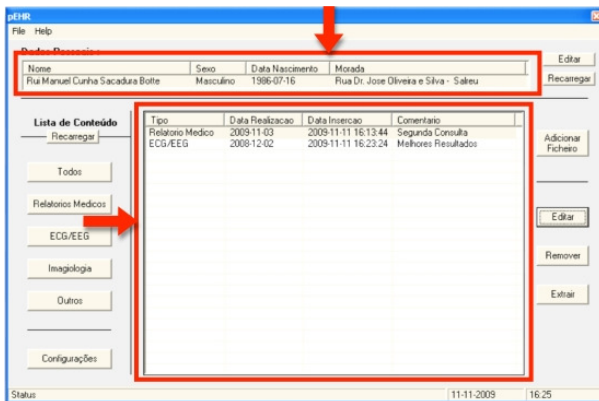 pEHR
File Help
Dados Pessoais
Editar
Nome Sexo Data Nascimento Morada
Rui Manuel Cunha Sacadura Botte Masculino 1986-07-16 Rua Dr. Jose Oliveira e Silva - Salreu
Recarregar
Lista de Conteúdo
Recarregar
Tipo Data Realizacao Data Insercao Comentario
Relatorio Medico 2009-11-03 2009-11-11 16:13:44 Segunda Consulta
ECG/EEG 2008-12-02 2009-11-11 16:23:24 Melhores Resultados
Adicionar
Ficheiro
Todos
Relatorios Medicos
Editar
ECG/EEG
Remover
Imagiologia
Extrair
Outros
Configurações
Status 11-11-2009 16:25